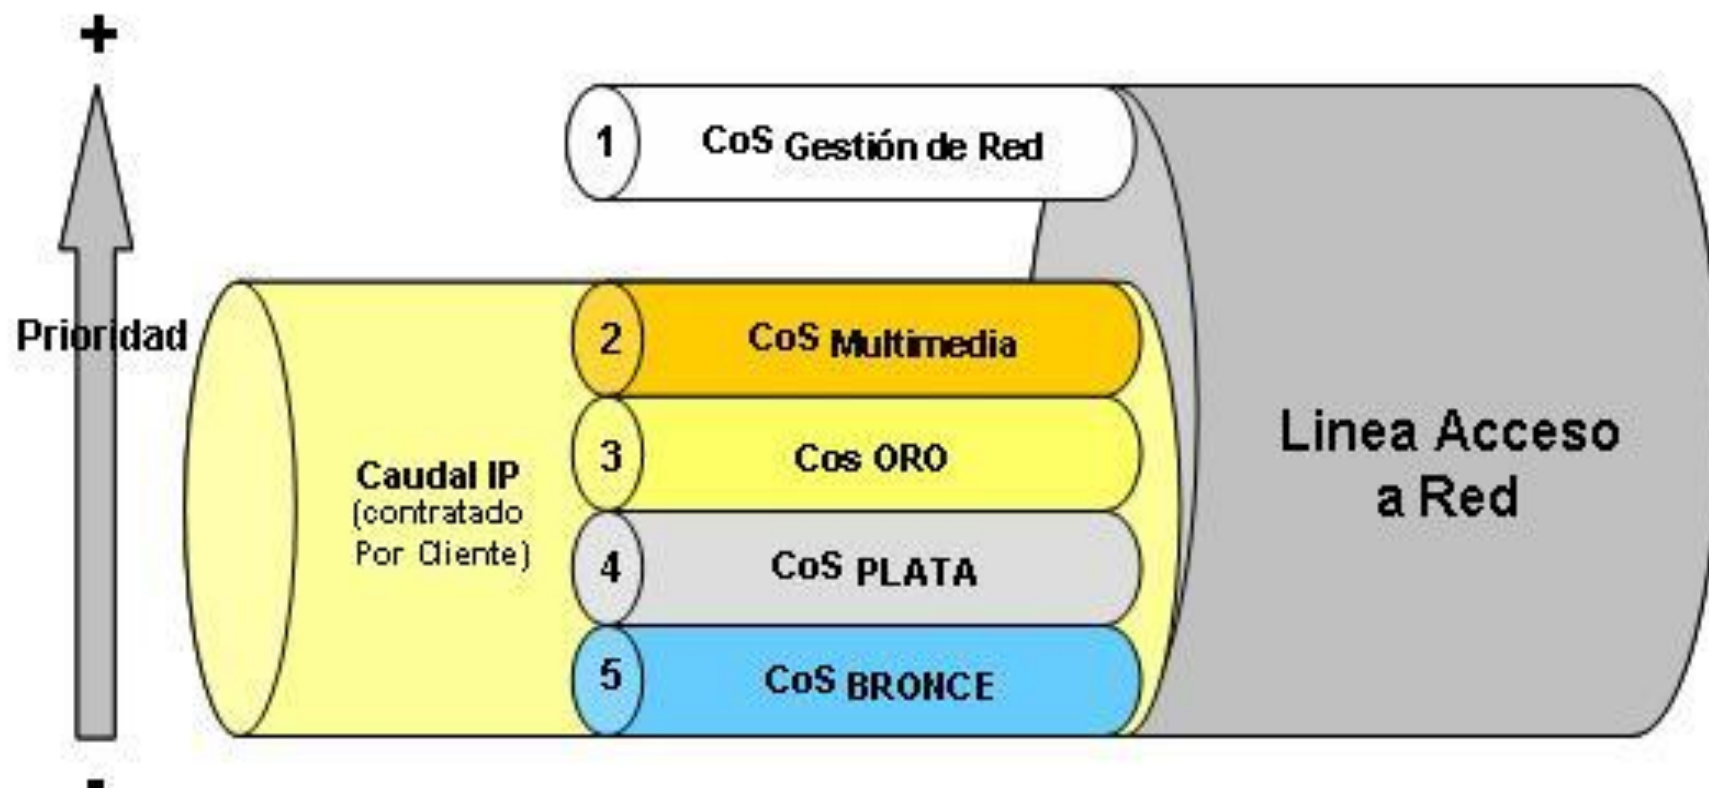 +
1 CoS Gestión de Red
Prioridad
2 CoS Multimedia
3 Cos ORO
Caudal IP
(contratado
Por Cliente)
4 CoS PLATA
5 CoS BRONCE
Linea Acceso
a Red
-